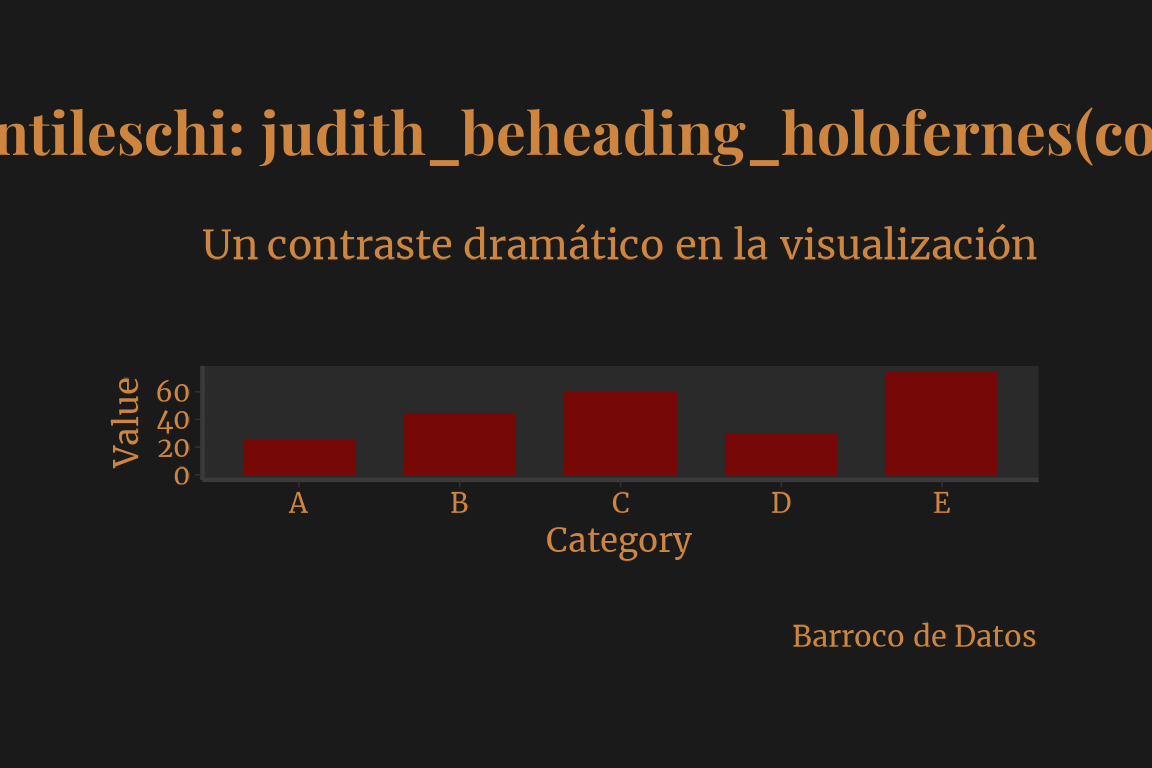 ntileschi: judith_beheading_holofernes(co
Un contraste dramático en la visualización
Value
60
40
20
0
A B C D E
Category
Barroco de Datos